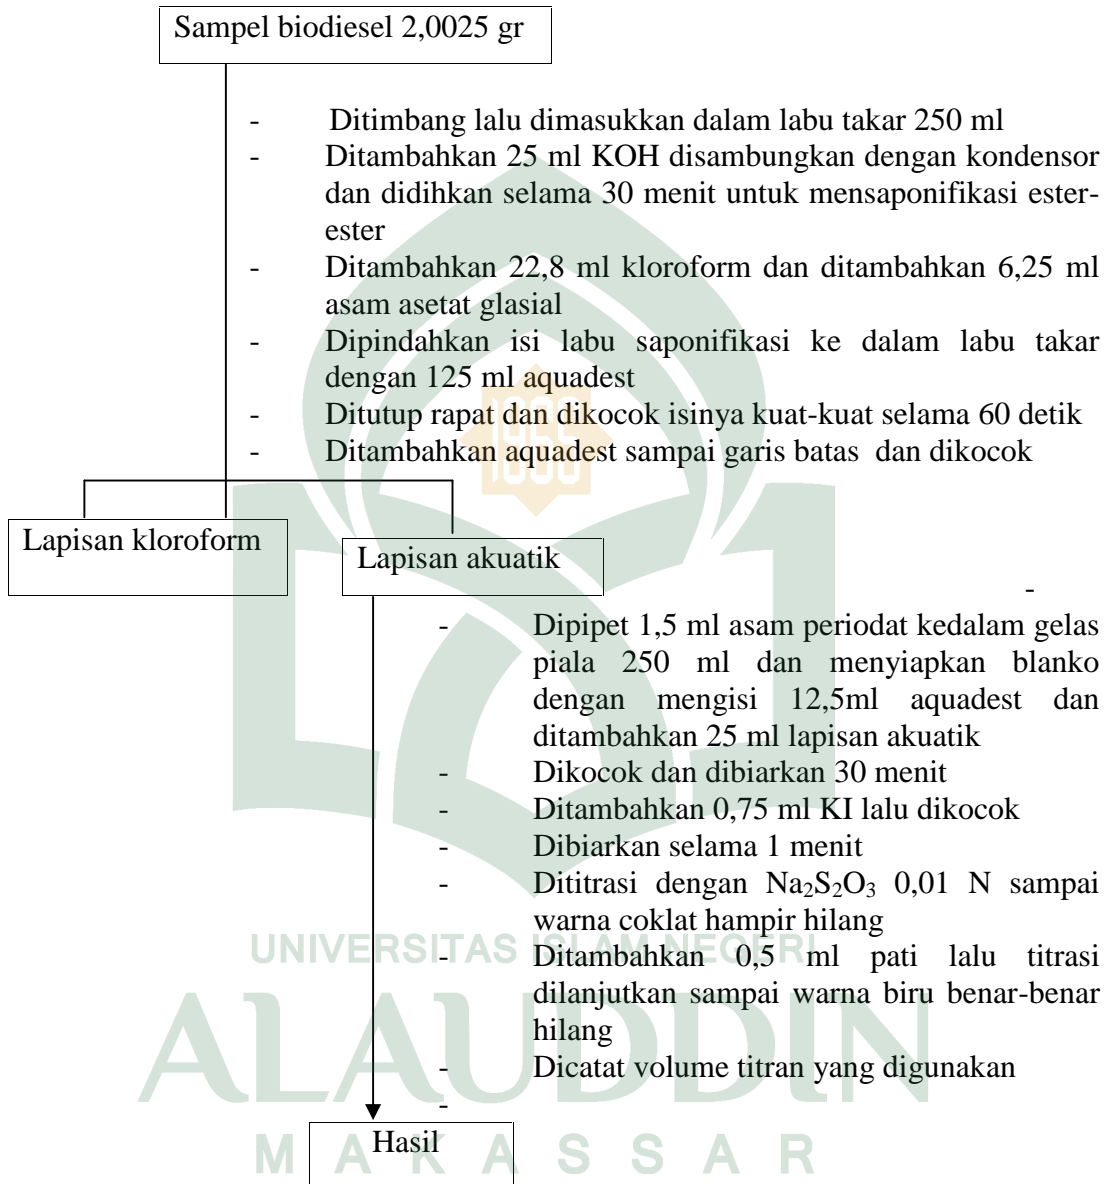 Sampel biodiesel 2,0025 gr
- Ditimbang lalu dimasukkan dalam labu takar 250 ml
- Ditambahkan 25 ml KOH disambungkan dengan kondensor
dan didihkan selama 30 menit untuk mensaponifikasi ester-
ester
- Ditambahkan 22,8 ml kloroform dan ditambahkan 6,25 ml
asam asetat glasial
- Dipindahkan isi labu saponifikasi ke dalam labu takar
dengan 125 ml aquadest
- Ditutup rapat dan dikocok isinya kuat-kuat selama 60 detik
- Ditambahkan aquadest sampai garis batas dan dikocok
1965
Lapisan kloroform
Lapisan akuatik
-
- Dipipet 1,5 ml asam periodat kedalam gelas
piala 250 ml dan menyiapkan blanko
dengan mengisi 12,5ml aquadest dan
ditambahkan 25 ml lapisan akuatik
- Dikocok dan dibiarkan 30 menit
- Ditambahkan 0,75 ml KI lalu dikocok
- Dibiarkan selama 1 menit
- Dititrasi dengan Na₂S₂O₃ 0,01 N sampai
warna coklat hampir hilang
- Ditambahkan 0,5 ml pati lalu titrasi
dilanjutkan sampai warna biru benar-benar
hilang
- Dicatat volume titran yang digunakan
-
Hasil
UNIVERSITAS ISLAM NEGERI
ALAUDDIN
MAKASSAR